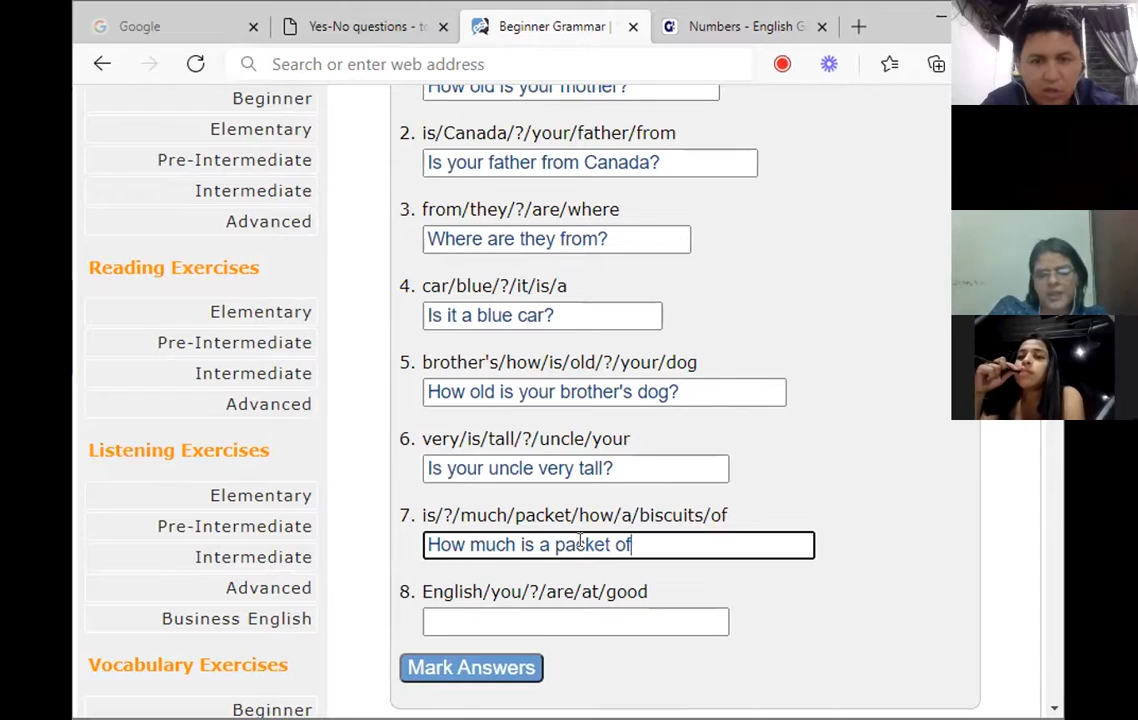 Google
Yes-No questions - to
Beginner Grammar |
Numbers - English G
Search or enter web address
Beginner
Elementary
Pre-Intermediate
Intermediate
Advanced
Reading Exercises
Elementary
Pre-Intermediate
Intermediate
Advanced
Listening Exercises
Elementary
Pre-Intermediate
Intermediate
Advanced
Business English
Vocabulary Exercises
Beginner
How old is your mother?
2. is/Canada/?/your/father/from
Is your father from Canada?
3. from/they/?/are/where
Where are they from?
4. car/blue/?/it/is/a
Is it a blue car?
5. brother's/how/is/old/?/your/dog
How old is your brother's dog?
6. very/is/tall/?/uncle/your
Is your uncle very tall?
7. is/?/much/packet/how/a/biscuits/of
How much is a packet of
8. English/you/?/are/at/good
Mark Answers